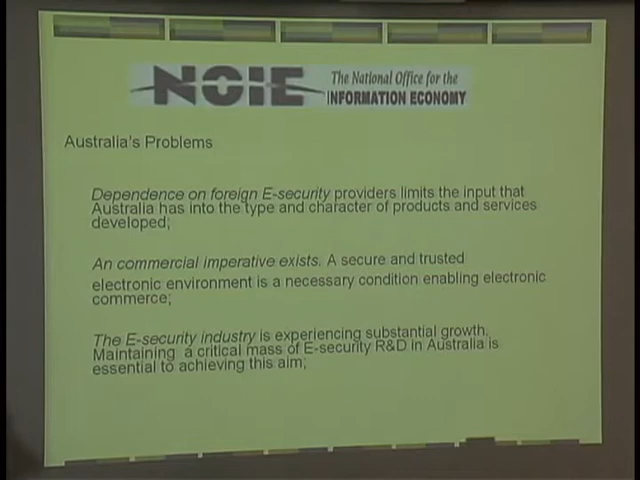 NOIE
The National Office for the
INFORMATION ECONOMY
Australia's Problems
Dependence on foreign E-security providers limits the input that
Australia has into the type and character of products and services
developed;
An commercial imperative exists. A secure and trusted
electronic environment is a necessary condition enabling electronic
commerce;
The E-security industry is experiencing substantial growth.
Maintaining a critical mass of E-security R&D in Australia is
essential to achieving this aim;